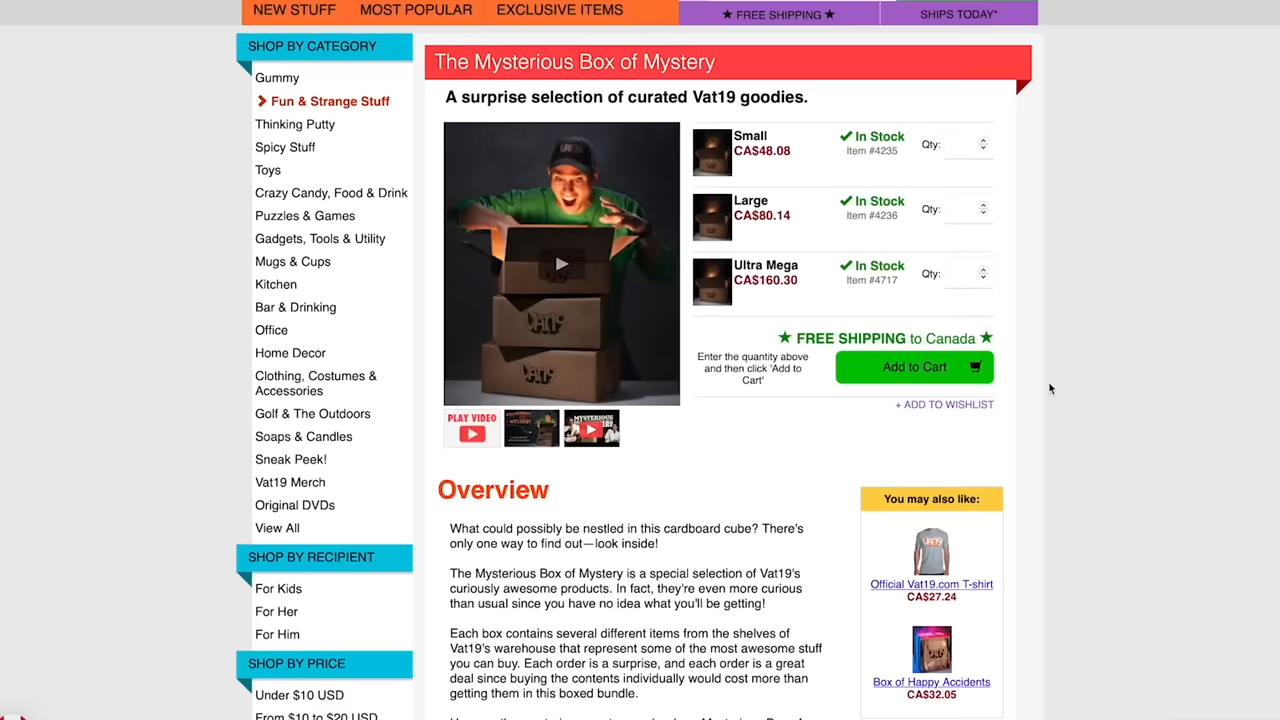 NEW STUFF
MOST POPULAR
EXCLUSIVE ITEMS
★ FREE SHIPPING ★
SHIPS TODAY*
SHOP BY CATEGORY
Gummy
Fun & Strange Stuff
Thinking Putty
Spicy Stuff
Toys
Crazy Candy, Food & Drink
Puzzles & Games
Gadgets, Tools & Utility
Mugs & Cups
Kitchen
Bar & Drinking
Office
Home Decor
Clothing, Costumes &
Accessories
Golf & The Outdoors
Soaps & Candles
Sneak Peek!
Vat19 Merch
Original DVDs
View All
SHOP BY RECIPIENT
For Kids
For Her
For Him
SHOP BY PRICE
Under $10 USD
From $10 to $20 USD
The Mysterious Box of Mystery
A surprise selection of curated Vat19 goodies.
VAT19
VAT19
PLAY VIDEO
MYSTERIOUS
Small
CA$48.08
In Stock
Item #4235
Qty:
Large
CA$80.14
In Stock
Item #4236
Qty:
Ultra Mega
CA$160.30
In Stock
Item #4717
Qty:
★ FREE SHIPPING to Canada ★
Enter the quantity above
and then click 'Add to
Cart'
Add to Cart
+ ADD TO WISHLIST
Overview
What could possibly be nestled in this cardboard cube? There's
only one way to find out—look inside!
The Mysterious Box of Mystery is a special selection of Vat19's
curiously awesome products. In fact, they're even more curious
than usual since you have no idea what you'll be getting!
Each box contains several different items from the shelves of
Vat19's warehouse that represent some of the most awesome stuff
you can buy. Each order is a surprise, and each order is a great
deal since buying the contents individually would cost more than
getting them in this boxed bundle.
You may also like:
VAT19
Official Vat19.com T-shirt
CA$27.24
Box of Happy Accidents
CA$32.05